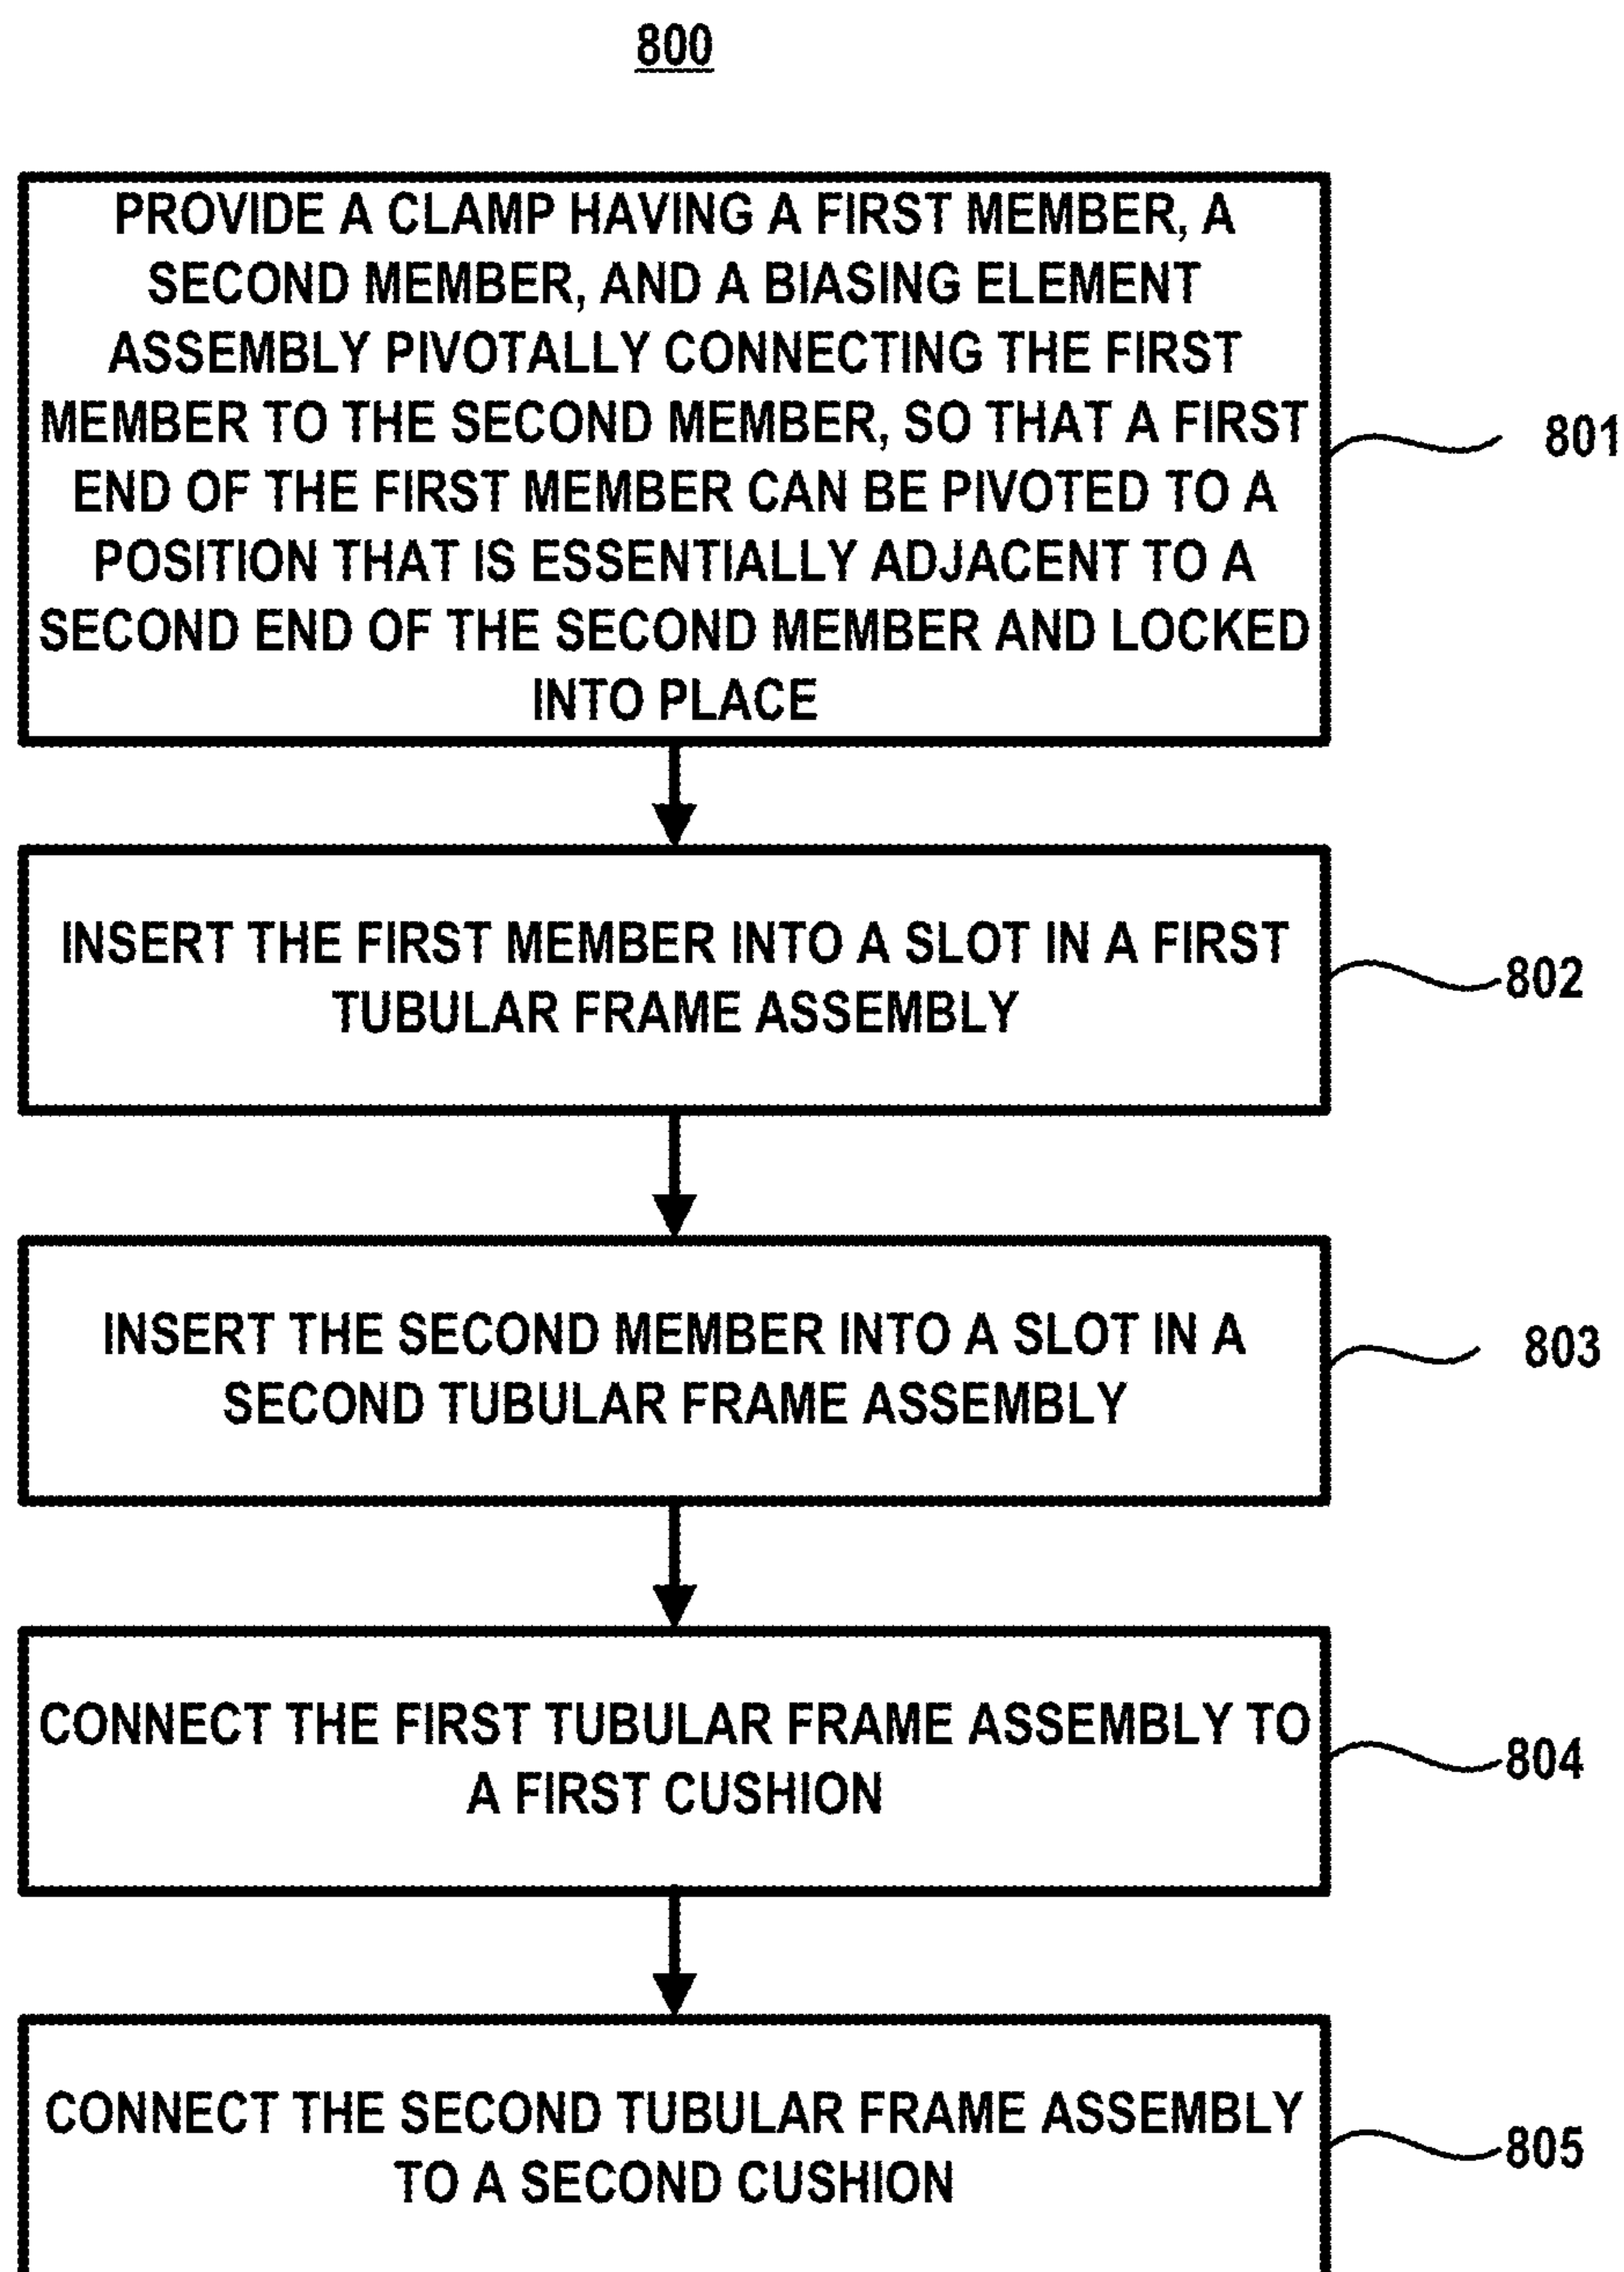 800
PROVIDE A CLAMP HAVING A FIRST MEMBER, A
SECOND MEMBER, AND A BIASING ELEMENT
ASSEMBLY PIVOTALLY CONNECTING THE FIRST
MEMBER TO THE SECOND MEMBER, SO THAT A FIRST
END OF THE FIRST MEMBER CAN BE PIVOTED TO A
POSITION THAT IS ESSENTIALLY ADJACENT TO A
SECOND END OF THE SECOND MEMBER AND LOCKED
INTO PLACE
801
INSERT THE FIRST MEMBER INTO A SLOT IN A FIRST
TUBULAR FRAME ASSEMBLY
802
INSERT THE SECOND MEMBER INTO A SLOT IN A
SECOND TUBULAR FRAME ASSEMBLY
803
CONNECT THE FIRST TUBULAR FRAME ASSEMBLY TO
A FIRST CUSHION
804
CONNECT THE SECOND TUBULAR FRAME ASSEMBLY
TO A SECOND CUSHION
805